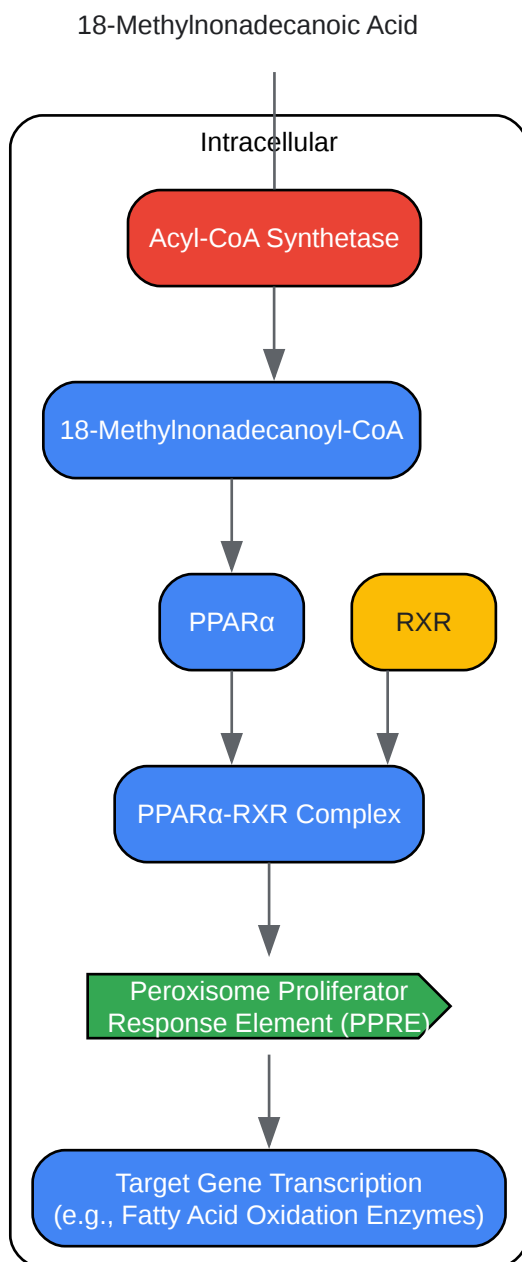 18-Methylnonadecanoic Acid
Intracellular
Acyl-CoA Synthetase
18-Methylnonadecanoyl-CoA
PPARα
RXR
PPARα-RXR Complex
Peroxisome Proliferator
Response Element (PPRE)
Target Gene Transcription
(e.g., Fatty Acid Oxidation Enzymes)